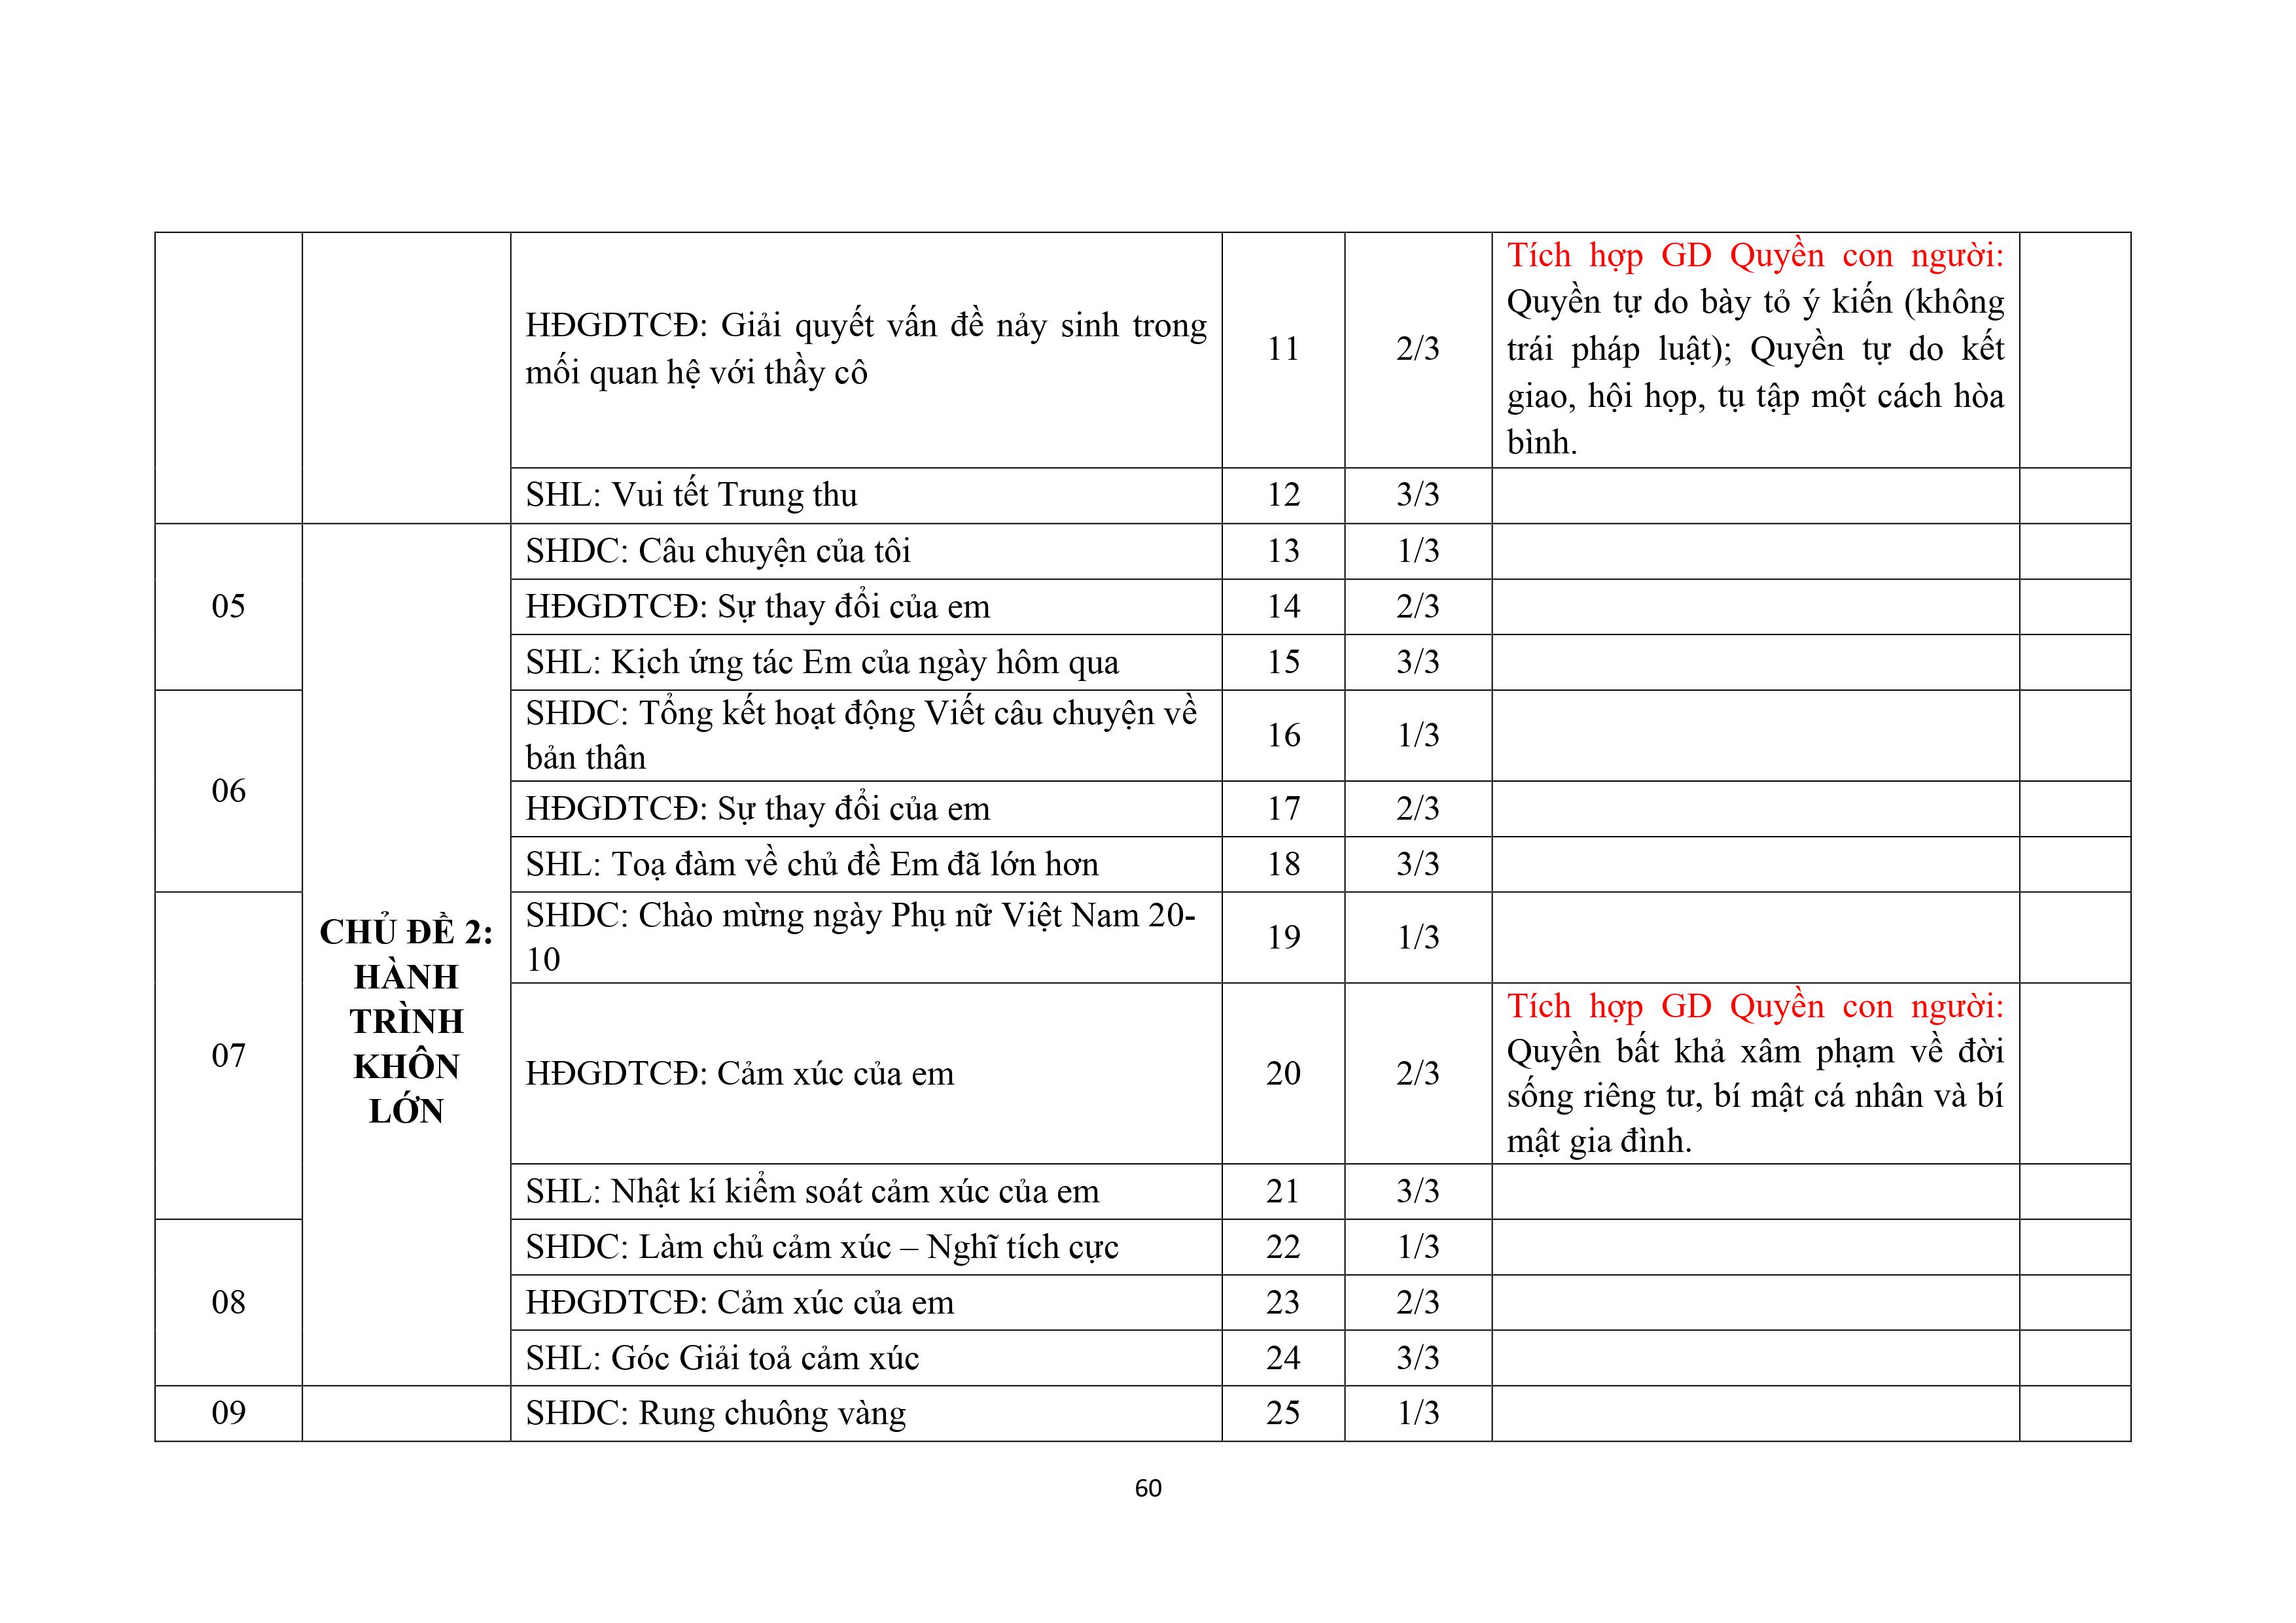 HĐGDTCĐ: Giải quyết vấn đề nảy sinh trong
mối quan hệ với thầy cô
11
2/3
Tích hợp GD Quyền con người:
Quyền tự do bày tỏ ý kiến (không
trái pháp luật); Quyền tự do kết
giao, hội họp, tụ tập một cách hòa
bình.
SHL: Vui tết Trung thu
12
3/3
05
CHỦ ĐỀ 2:
HÀNH
TRÌNH
KHÔN
LỚN
SHDC: Câu chuyện của tôi
13
1/3
HĐGDTCĐ: Sự thay đổi của em
14
2/3
SHL: Kịch ứng tác Em của ngày hôm qua
15
3/3
06
SHDC: Tổng kết hoạt động Viết câu chuyện về
bản thân
16
1/3
HĐGDTCĐ: Sự thay đổi của em
17
2/3
SHL: Toạ đàm về chủ đề Em đã lớn hơn
18
3/3
07
SHDC: Chào mừng ngày Phụ nữ Việt Nam 20-
10
19
1/3
HĐGDTCĐ: Cảm xúc của em
20
2/3
Tích hợp GD Quyền con người:
Quyền bất khả xâm phạm về đời
sống riêng tư, bí mật cá nhân và bí
mật gia đình.
SHL: Nhật kí kiểm soát cảm xúc của em
21
3/3
08
SHDC: Làm chủ cảm xúc – Nghĩ tích cực
22
1/3
HĐGDTCĐ: Cảm xúc của em
23
2/3
SHL: Góc Giải toả cảm xúc
24
3/3
09
SHDC: Rung chuông vàng
25
1/3
60